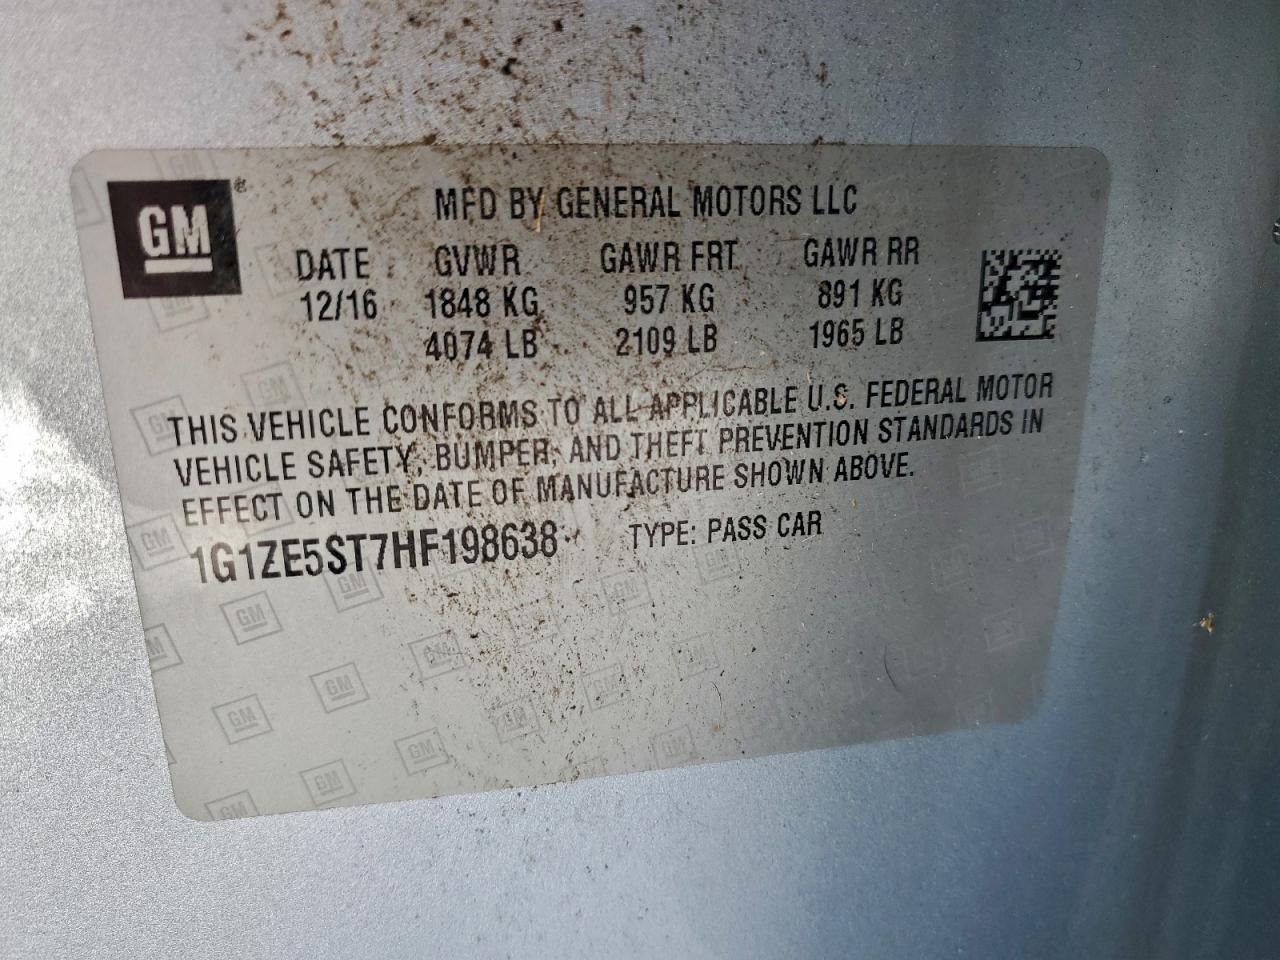 GM®
MFD BY GENERAL MOTORS LLC
DATE GVWR GAWR FRT GAWR RR
12/16 1848 KG 957 KG 891 KG
4074 LB 2109 LB 1965 LB
THIS VEHICLE CONFORMS TO ALL APPLICABLE U.S. FEDERAL MOTOR
VEHICLE SAFETY, BUMPER, AND THEFT PREVENTION STANDARDS IN
EFFECT ON THE DATE OF MANUFACTURE SHOWN ABOVE.
1G1ZE5ST7HF198638 TYPE: PASS CAR